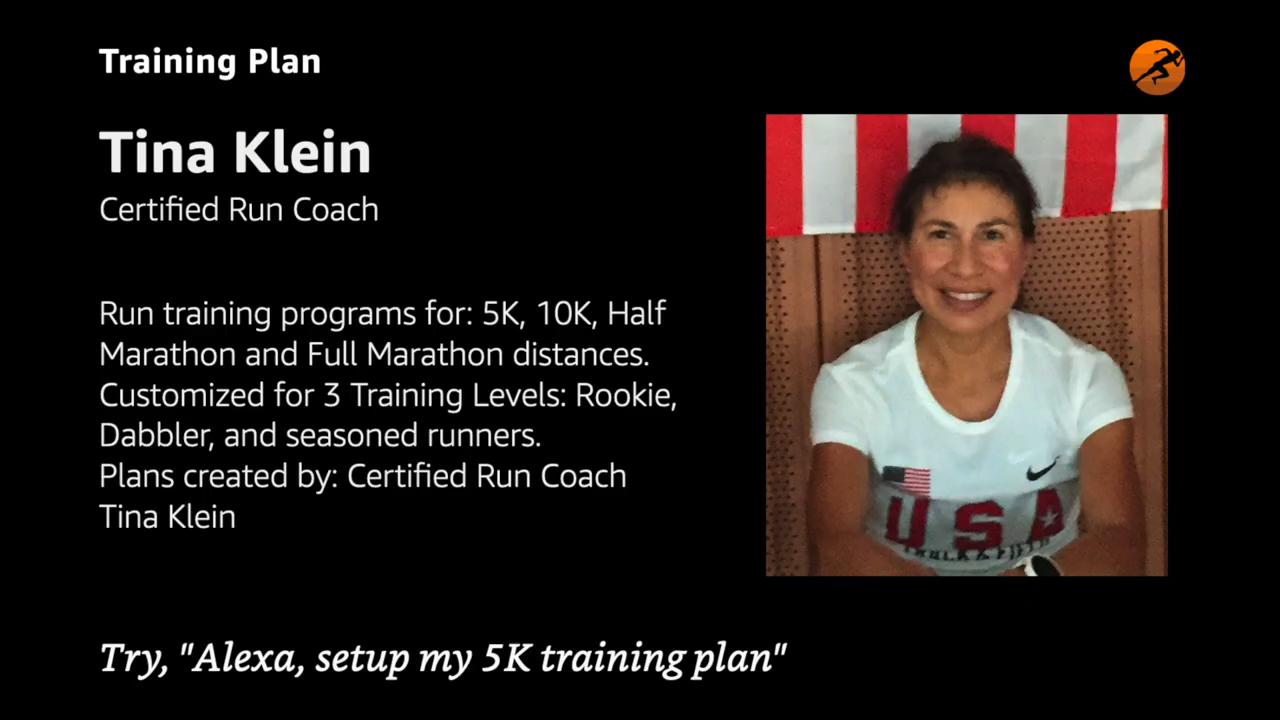 Training Plan
Tina Klein
Certified Run Coach
Run training programs for: 5K, 10K, Half
Marathon and Full Marathon distances.
Customized for 3 Training Levels: Rookie,
Dabbler, and seasoned runners.
Plans created by: Certified Run Coach
Tina Klein
USA
TRACK & FIELD
Try, "Alexa, setup my 5K training plan"